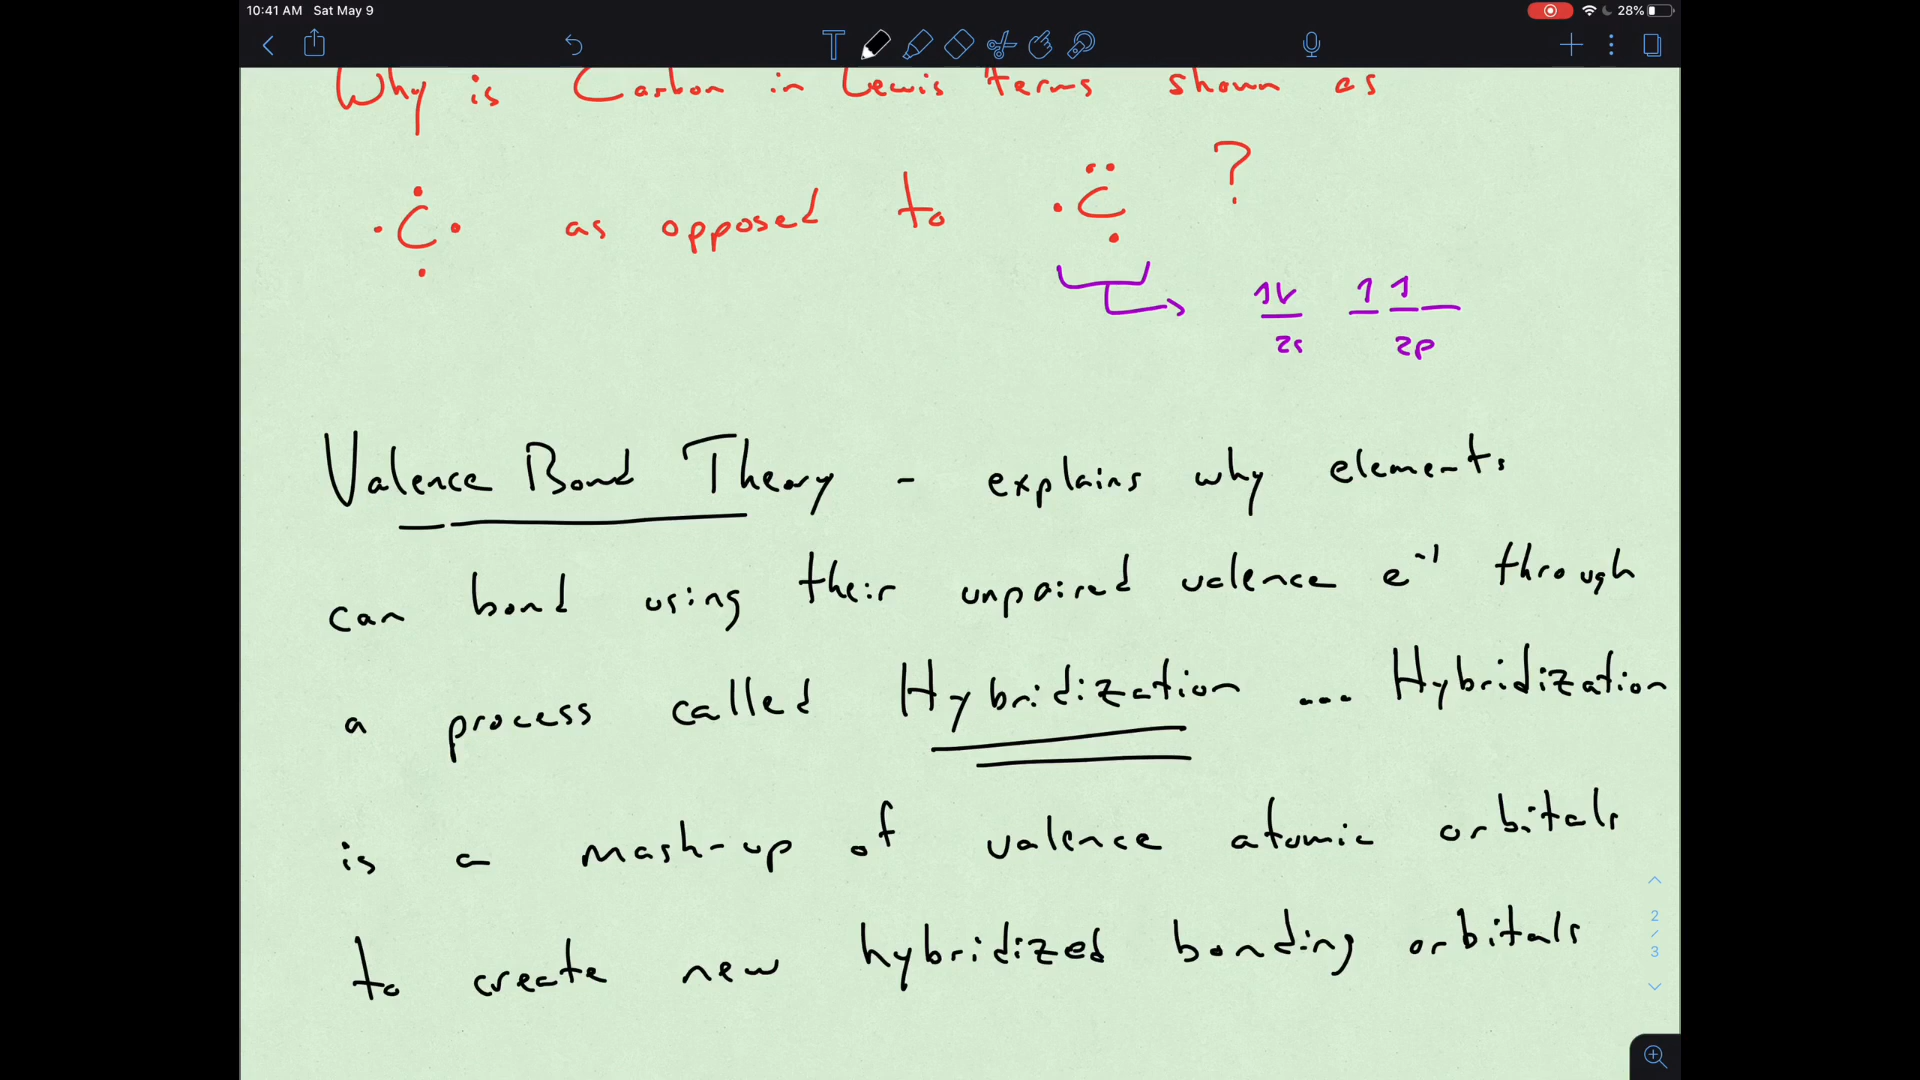 10:41 AM Sat May 9
28%
Why is Carbon in Lewis terms shown as
C as opposed to C ?
2s 2p
Valence Bond Theory - explains why elements
can bond using their unpaired valence e⁻¹ through
a process called Hybridization ... Hybridization
is a mash-up of valence atomic orbitals
to create new hybridized bonding orbitals
2
/
3